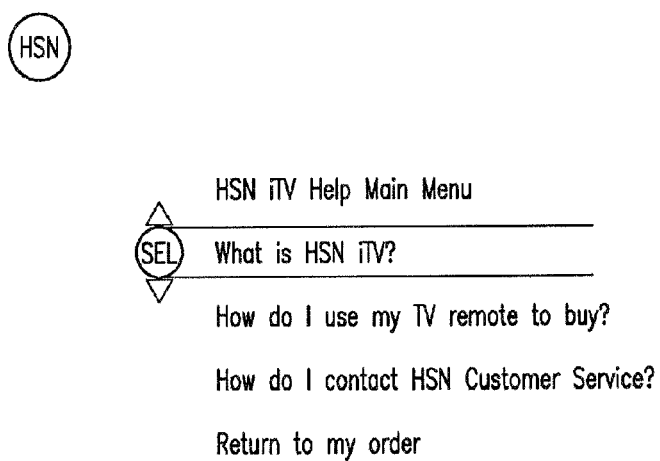 HSN
HSN iTV Help Main Menu
SEL What is HSN iTV?
How do I use my TV remote to buy?
How do I contact HSN Customer Service?
Return to my order